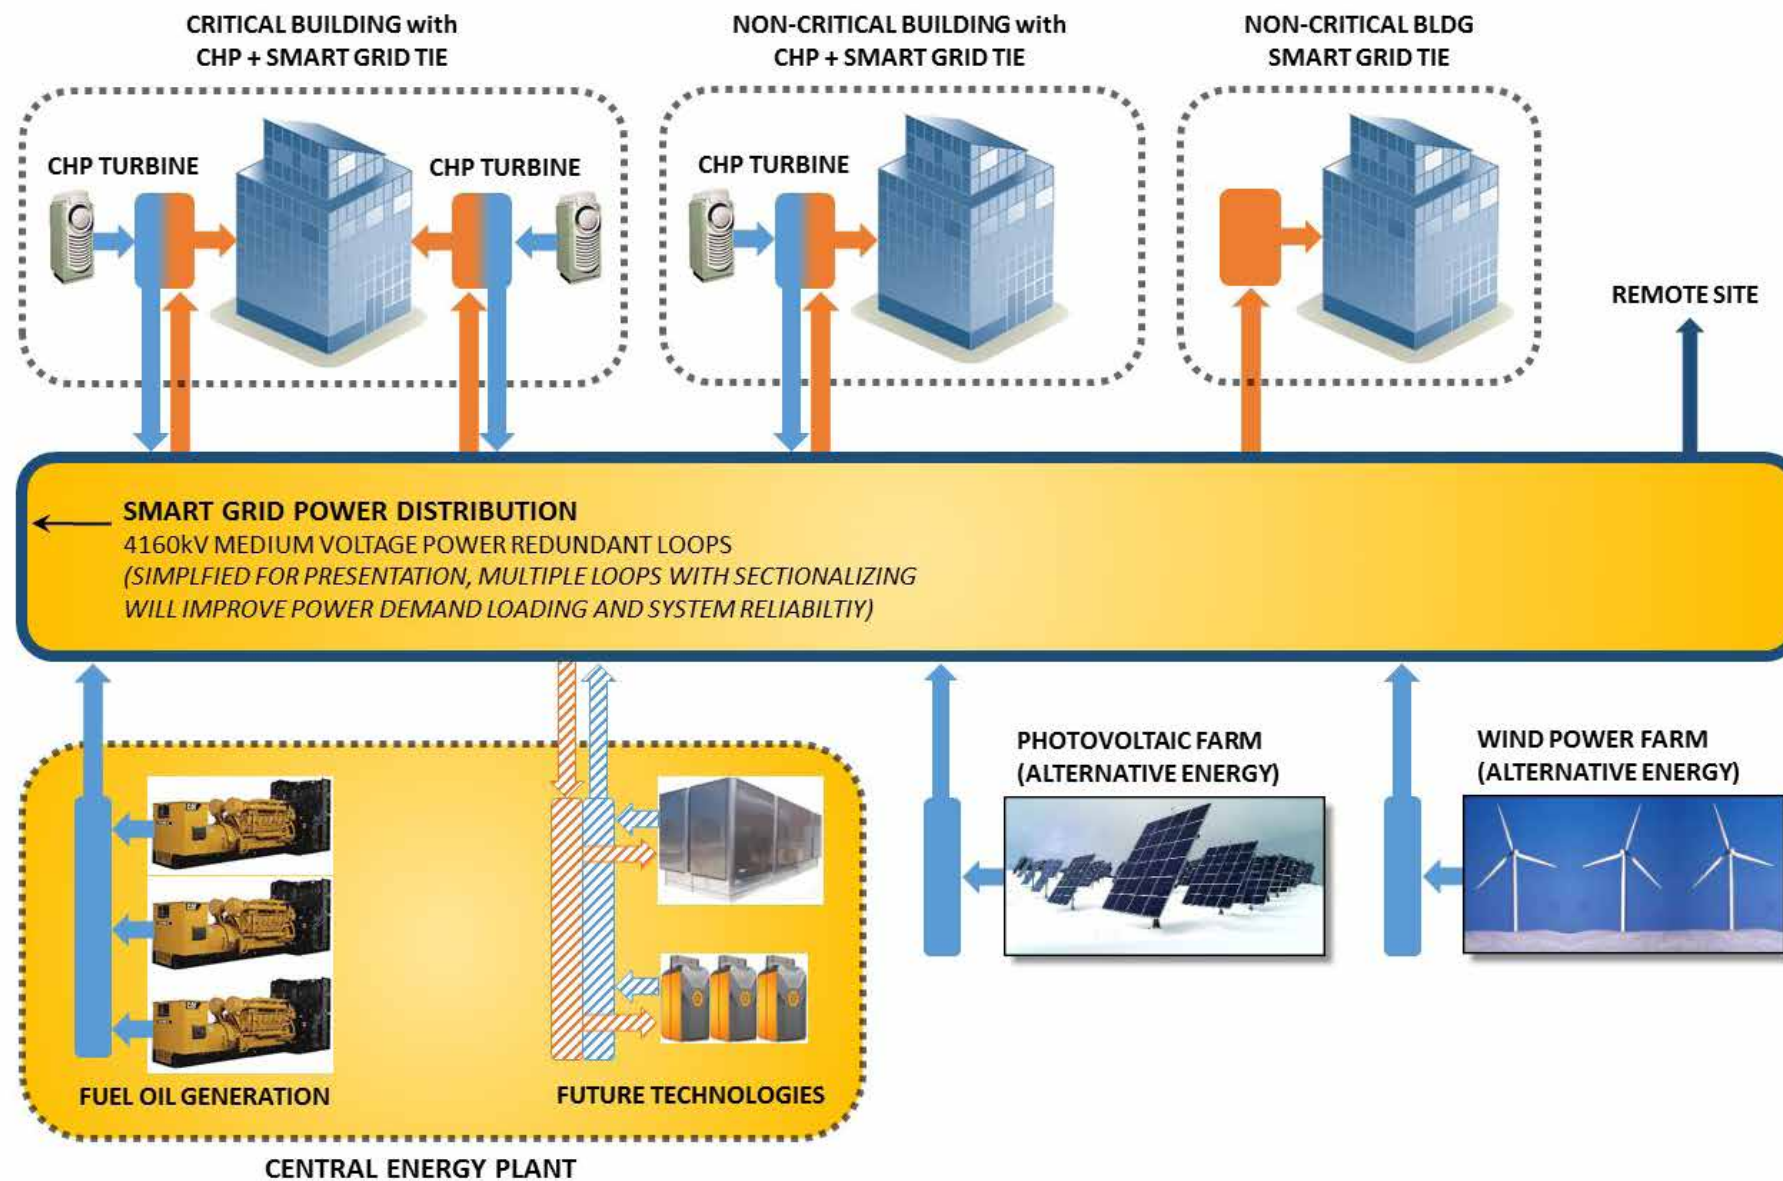 CRITICAL BUILDING with
CHP + SMART GRID TIE
NON-CRITICAL BUILDING with
CHP + SMART GRID TIE
NON-CRITICAL BLDG
SMART GRID TIE
CHP TURBINE
CHP TURBINE
CHP TURBINE
REMOTE SITE
SMART GRID POWER DISTRIBUTION
4160kV MEDIUM VOLTAGE POWER REDUNDANT LOOPS
(SIMPLFIED FOR PRESENTATION, MULTIPLE LOOPS WITH SECTIONALIZING
WILL IMPROVE POWER DEMAND LOADING AND SYSTEM RELIABILTIY)
PHOTOVOLTAIC FARM
(ALTERNATIVE ENERGY)
WIND POWER FARM
(ALTERNATIVE ENERGY)
CAT
CAT
CAT
FUEL OIL GENERATION
FUTURE TECHNOLOGIES
CENTRAL ENERGY PLANT